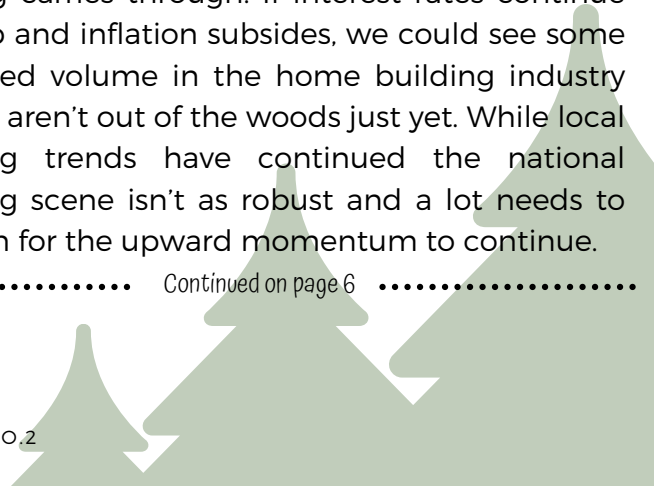 and inflation subsides, we could see some
ed volume in the home building industry
aren’t out of the woods just yet. While local
g trends have continued the national
g scene isn’t as robust and a lot needs to
n for the upward momentum to continue.
Continued on page 6
o.2